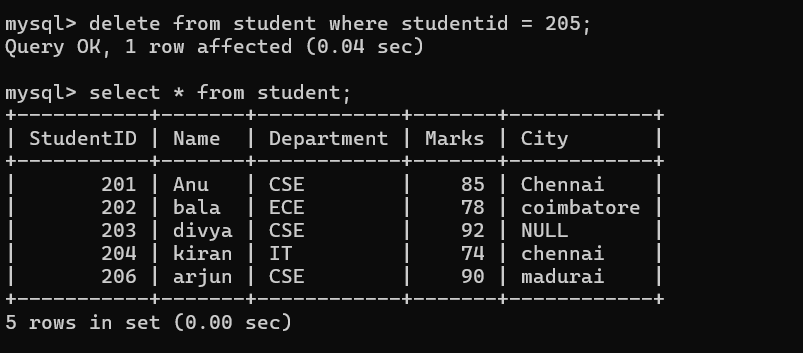 mysql> delete from student where studentid = 205;
Query OK, 1 row affected (0.04 sec)

mysql> select * from student;
+-----------+-------+------------+-------+------------+
| StudentID | Name  | Department | Marks | City       |
+-----------+-------+------------+-------+------------+
|       201 | Anu   | CSE        |    85 | Chennai    |
|       202 | bala  | ECE        |    78 | coimbatore |
|       203 | divya | CSE        |    92 | NULL       |
|       204 | kiran | IT         |    74 | chennai    |
|       206 | arjun | CSE        |    90 | madurai    |
+-----------+-------+------------+-------+------------+
5 rows in set (0.00 sec)